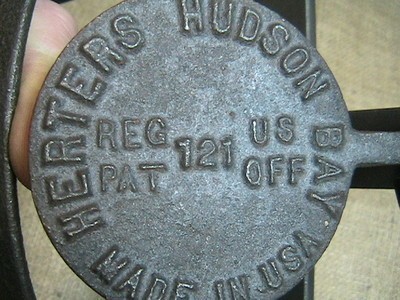 HERTERS HUDSON BAY
REG 121 US
PAT OFF
MADE IN USA